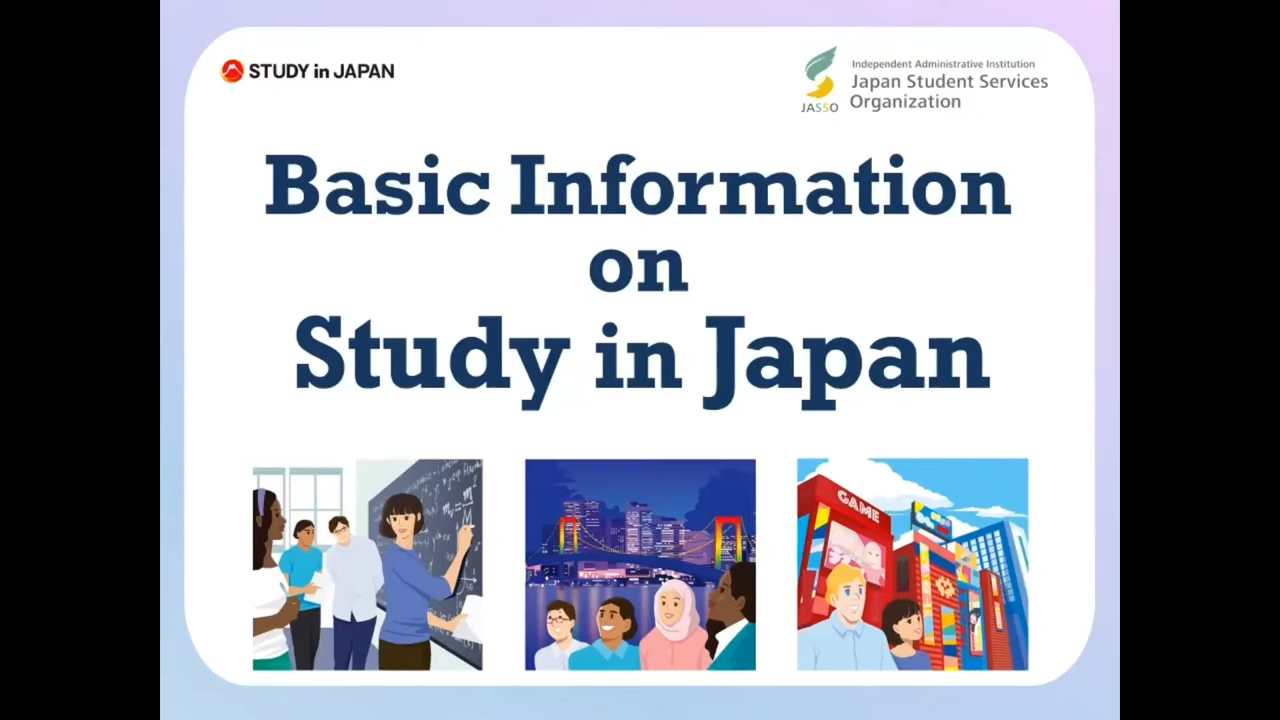 STUDY in JAPAN
Independent Administrative Institution
Japan Student Services
Organization
JASSO
Basic Information
on
Study in Japan
GAME